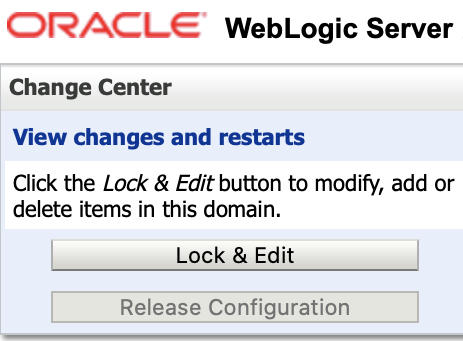 ORACLE WebLogic Server
Change Center
View changes and restarts
Click the Lock & Edit button to modify, add or
delete items in this domain.
Lock & Edit
Release Configuration